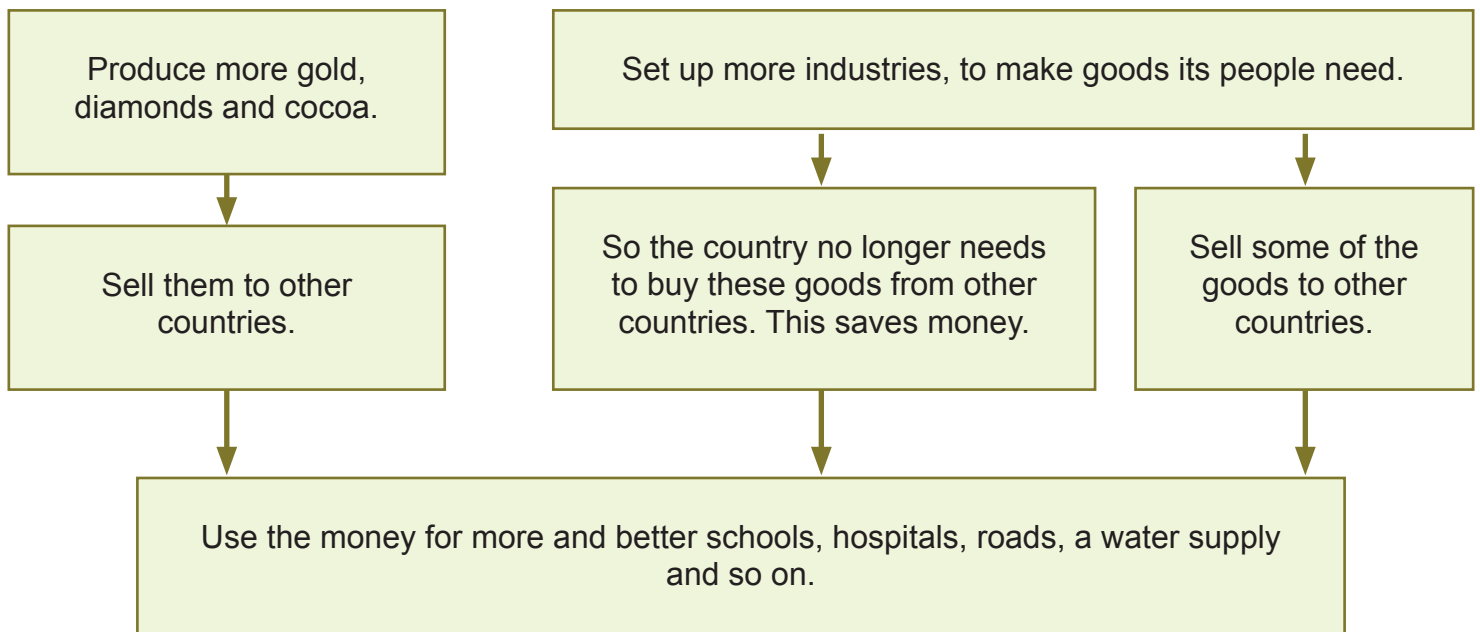 Produce more gold,
diamonds and cocoa.
Set up more industries, to make goods its people need.
Sell them to other
countries.
So the country no longer needs
to buy these goods from other
countries. This saves money.
Sell some of the
goods to other
countries.
Use the money for more and better schools, hospitals, roads, a water supply
and so on.